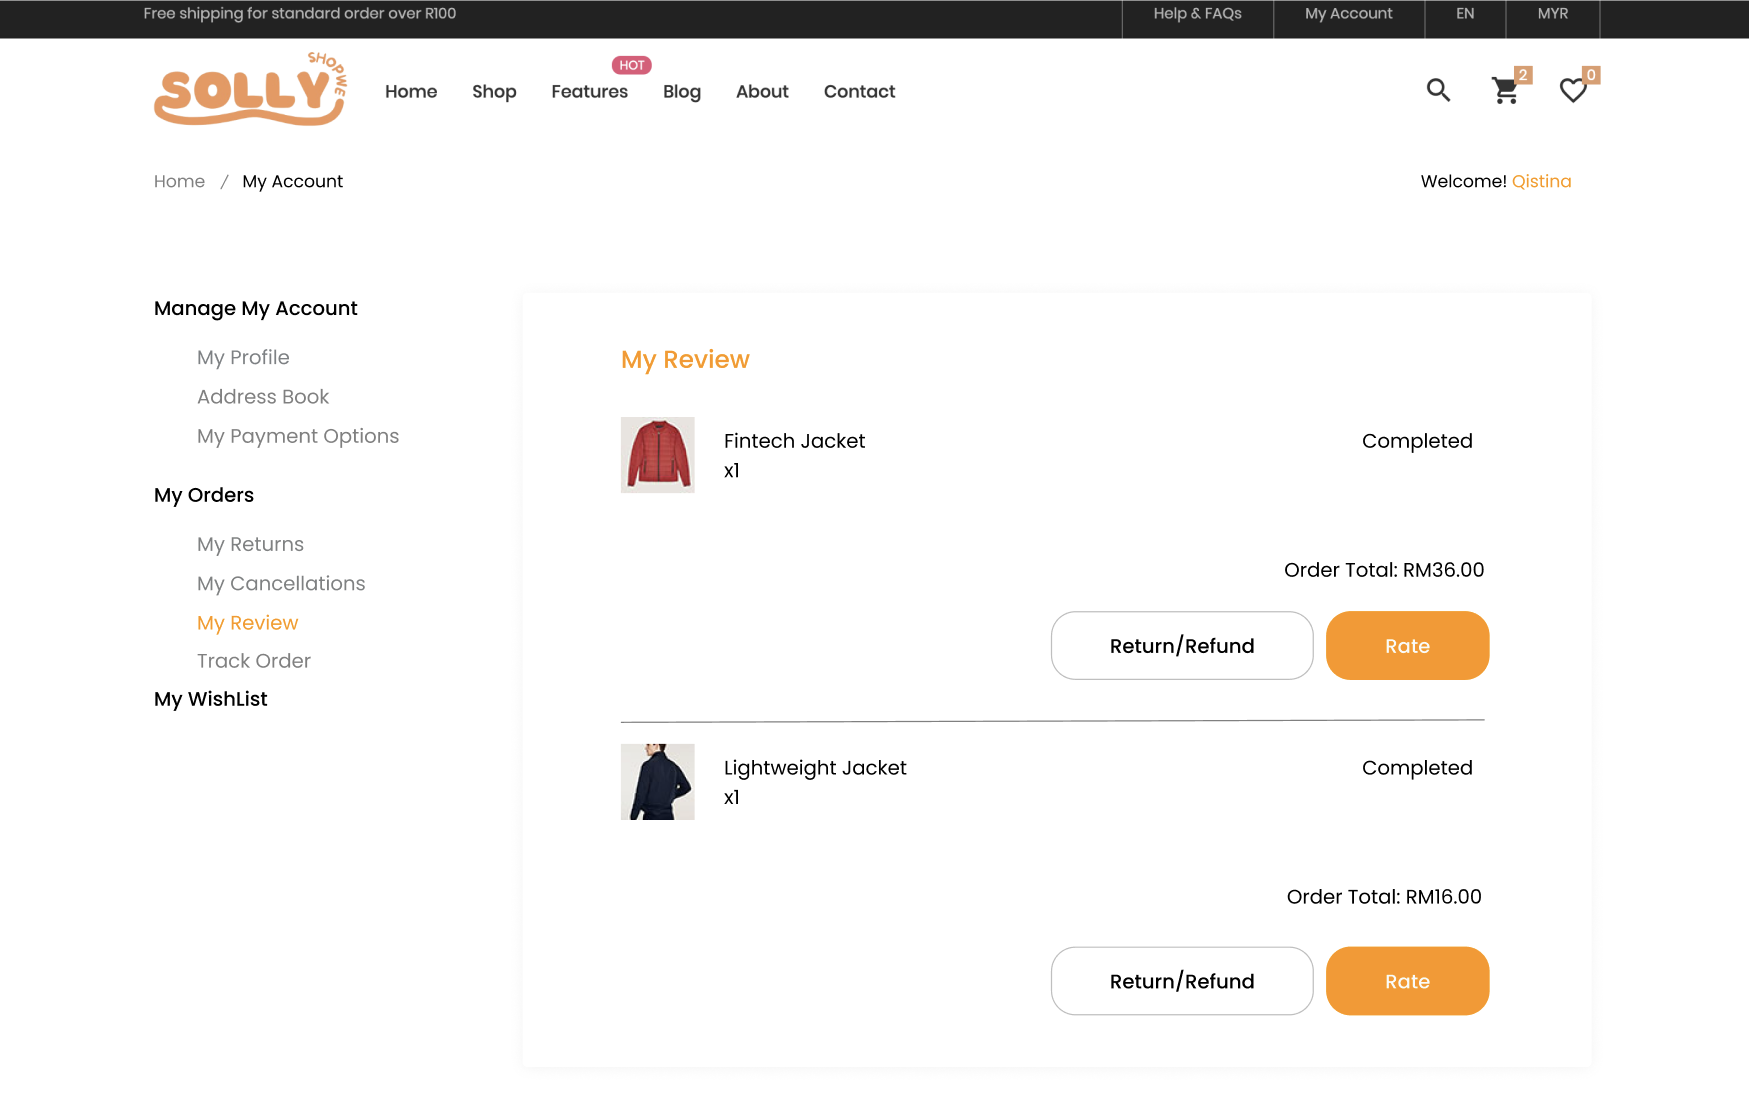 Free shipping for standard order over R100
Help & FAQs
My Account
EN
MYR
SOLLY
SHOPWE
Home
Shop
Features
HOT
Blog
About
Contact
2
0
Home / My Account
Welcome! Qistina
Manage My Account
My Profile
Address Book
My Payment Options
My Orders
My Returns
My Cancellations
My Review
Track Order
My WishList
My Review
Fintech Jacket
Completed
x1
Order Total: RM36.00
Return/Refund
Rate
Lightweight Jacket
Completed
x1
Order Total: RM16.00
Return/Refund
Rate